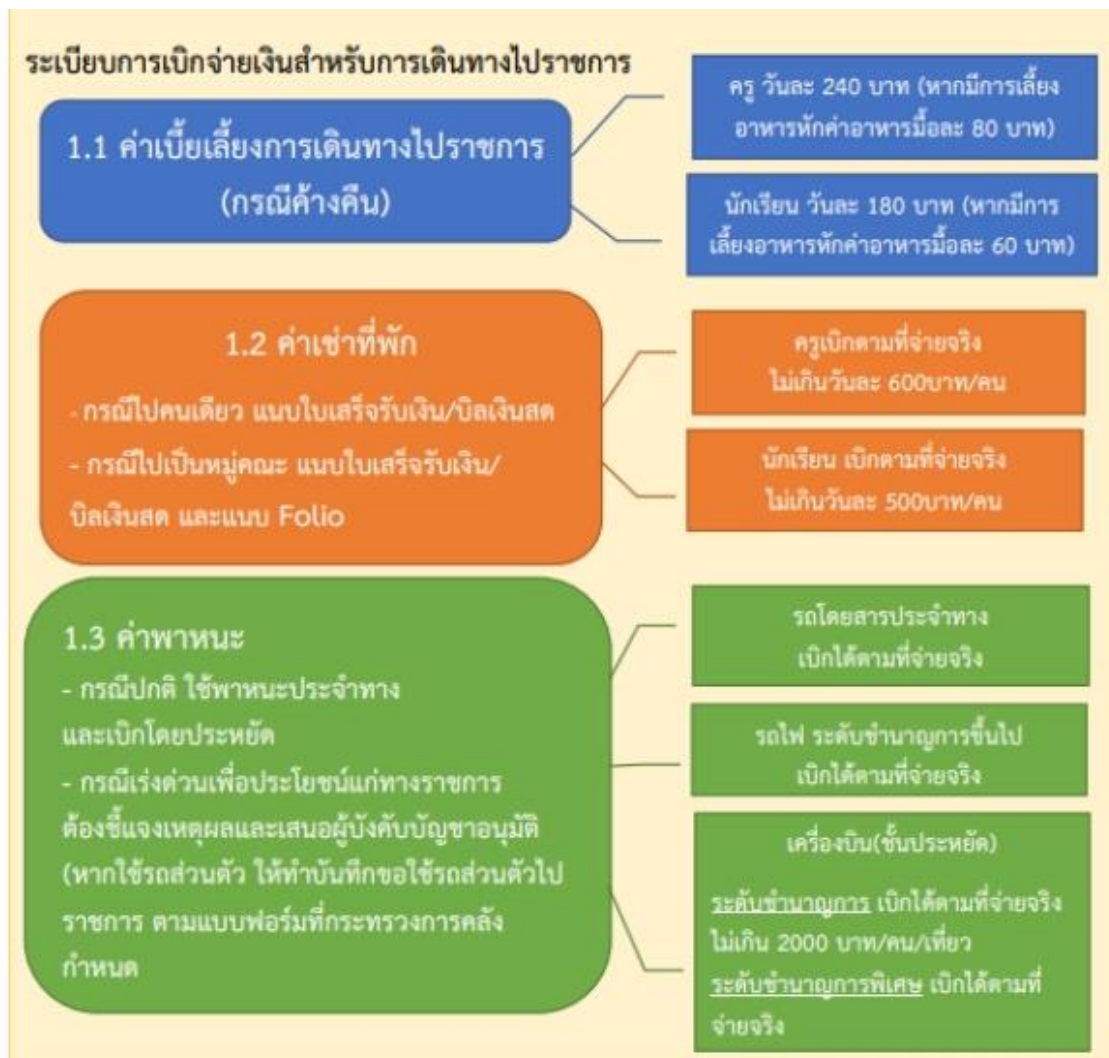 ระเบียบการเบิกจ่ายเงินสำหรับการเดินทางไปราชการ
1.1 ค่าเบี้ยเลี้ยงการเดินทางไปราชการ
(กรณีค้างคืน)
ครู วันละ 240 บาท (หากมีการเลี้ยง
อาหารหักค่าอาหารมื้อละ 80 บาท)
นักเรียน วันละ 180 บาท (หากมีการ
เลี้ยงอาหารหักค่าอาหารมื้อละ 60 บาท)
1.2 ค่าเช่าที่พัก
- กรณีไปคนเดียว แนบใบเสร็จรับเงิน/บิลเงินสด
- กรณีไปเป็นหมู่คณะ แนบใบเสร็จรับเงิน/
บิลเงินสด และแนบ Folio
ครูเบิกตามที่จ่ายจริง
ไม่เกินวันละ 600บาท/คน
นักเรียน เบิกตามที่จ่ายจริง
ไม่เกินวันละ 500บาท/คน
1.3 ค่าพาหนะ
- กรณีปกติ ใช้พาหนะประจำทาง
และเบิกโดยประหยัด
- กรณีเร่งด่วนเพื่อประโยชน์แก่ทางราชการ
ต้องชี้แจงเหตุผลและเสนอผู้บังคับบัญชาอนุมัติ
(หากใช้รถส่วนตัว ให้ทำบันทึกขอใช้รถส่วนตัวไป
ราชการ ตามแบบฟอร์มที่กระทรวงการคลัง
กำหนด
รถโดยสารประจำทาง
เบิกได้ตามที่จ่ายจริง
รถไฟ ระดับชำนาญการขึ้นไป
เบิกได้ตามที่จ่ายจริง
เครื่องบิน(ชั้นประหยัด)
ระดับชำนาญการ เบิกได้ตามที่จ่ายจริง
ไม่เกิน 2000 บาท/คน/เที่ยว
ระดับชำนาญการพิเศษ เบิกได้ตามที่
จ่ายจริง